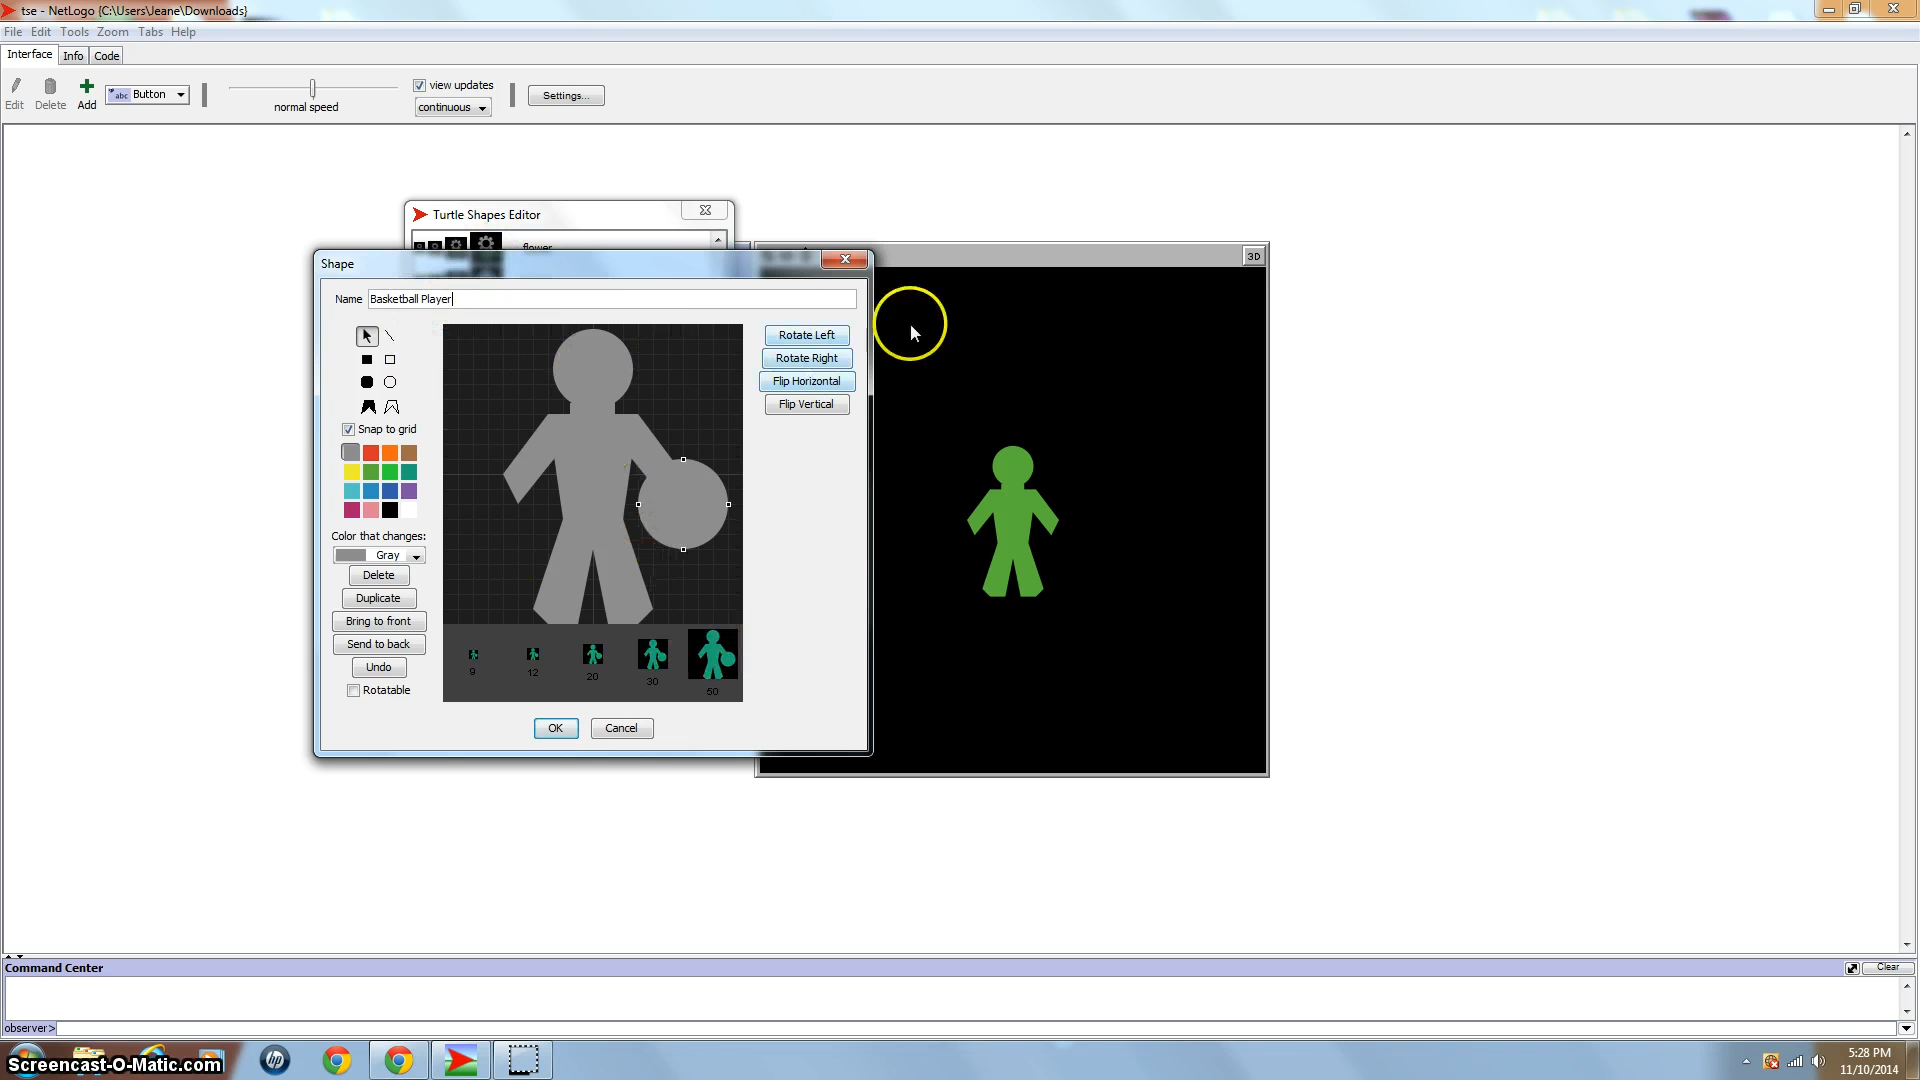 tse - NetLogo {C:\Users\Jeane\Downloads}
File Edit Tools Zoom Tabs Help
Interface Info Code
Edit Delete Add abc Button normal speed view updates continuous Settings...
Turtle Shapes Editor
flower
Shape
3D
Name Basketball Player
Rotate Left
Rotate Right
Flip Horizontal
Flip Vertical
Snap to grid
Color that changes:
Gray
Delete
Duplicate
Bring to front
Send to back
Undo
Rotatable
9 12 20 30 50
OK Cancel
Command Center Clear
observer>
hp
Screencast-O-Matic.com
5:28 PM
11/10/2014